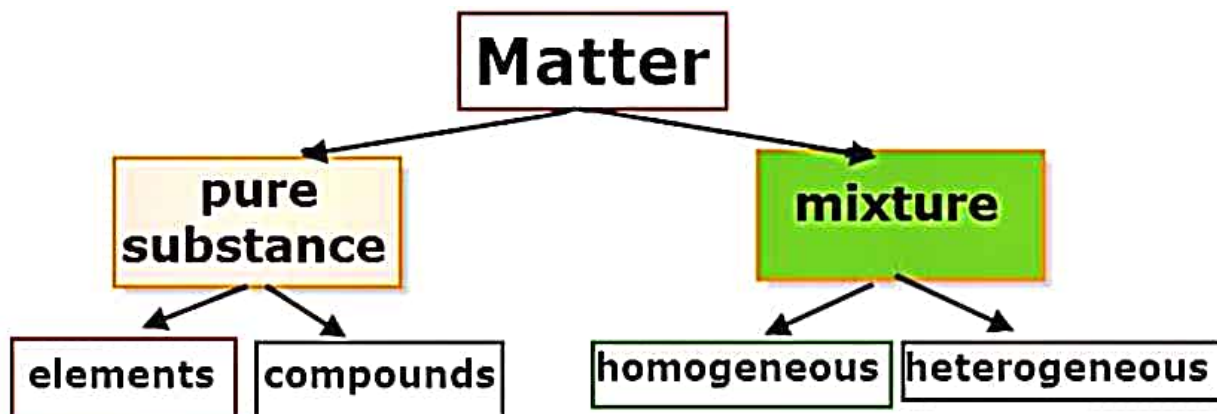 Matter
pure
substance
mixture
elements
compounds
homogeneous
heterogeneous